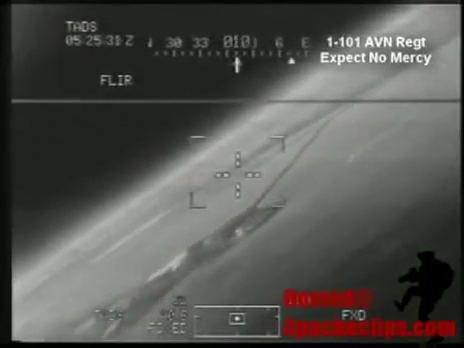 TADS
05:25:31Z
30 33 010 6 E
1-101 AVN Regt
Expect No Mercy
FLIR
FXD
Hosted@
Apacheclips.com